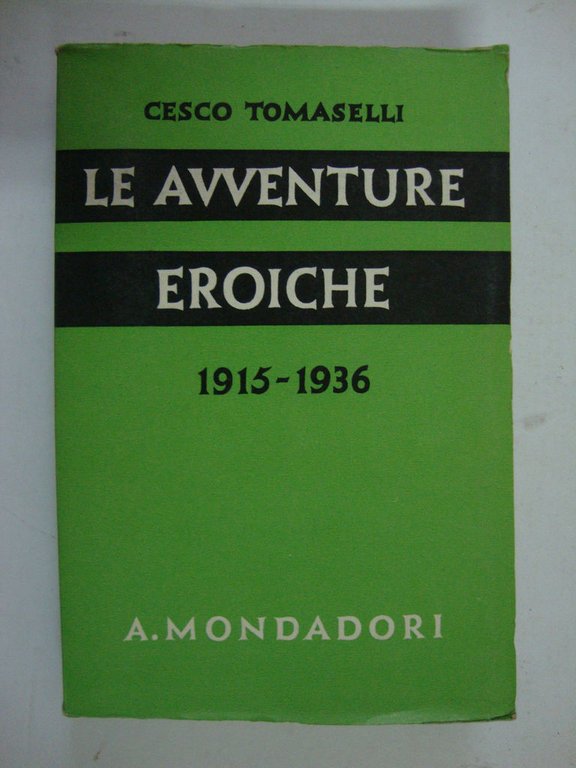 CESCO TOMASELLI
LE AVVENTURE
EROICHE
1915-1936
A. MONDADORI